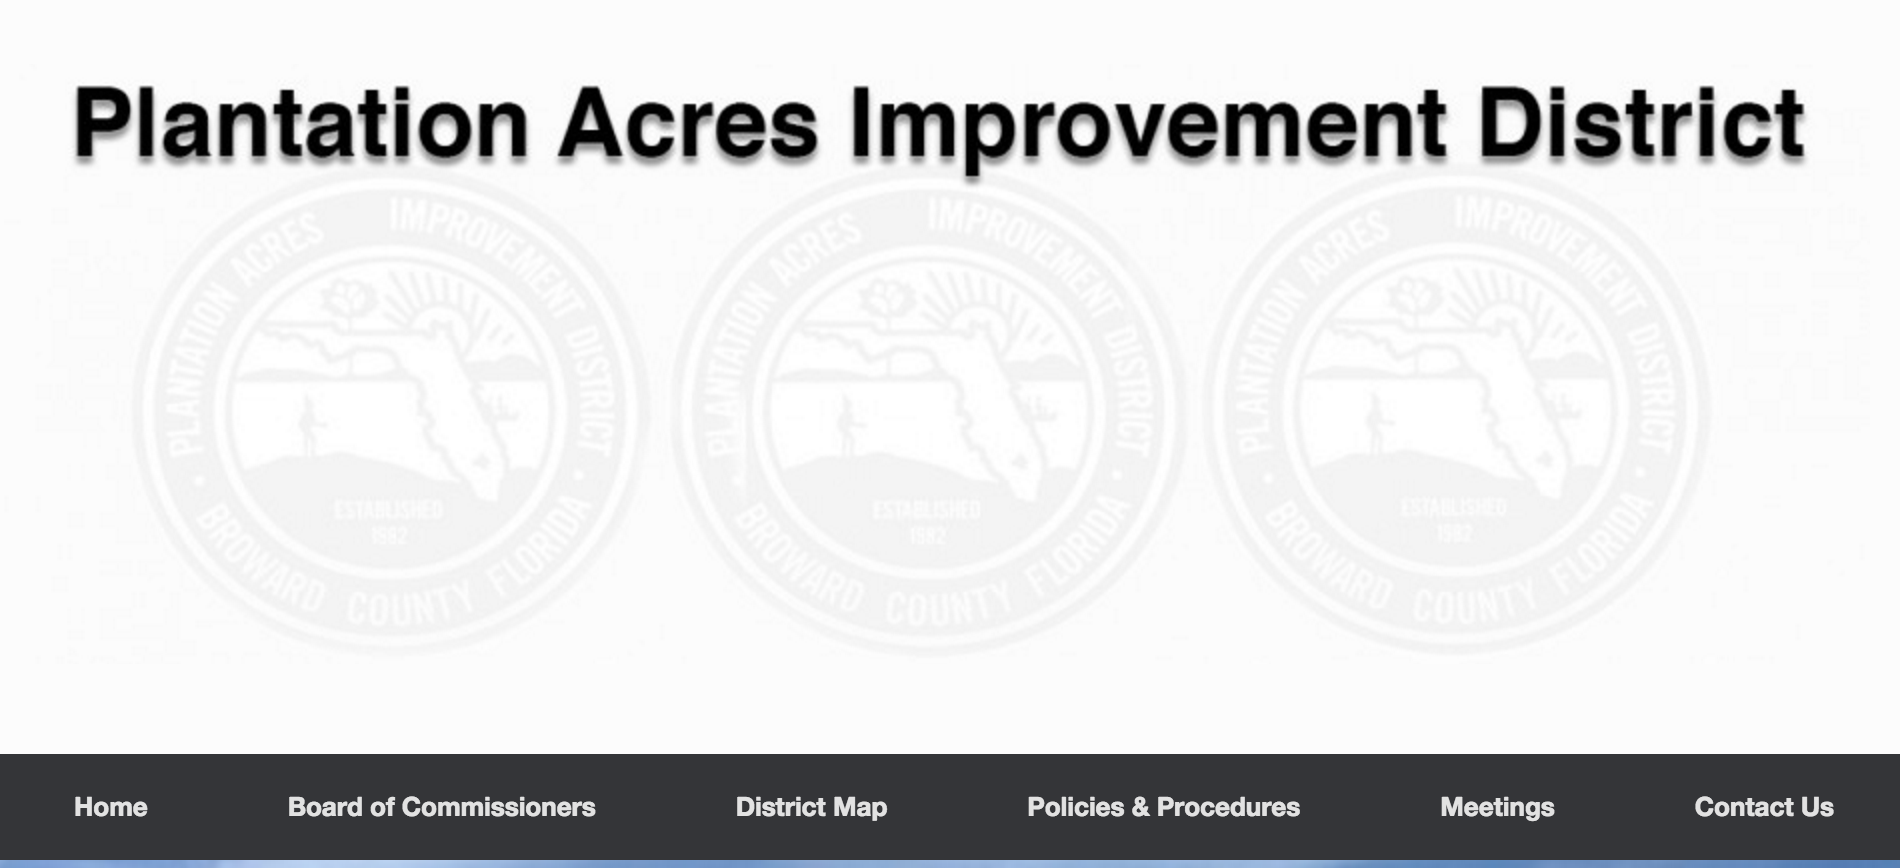 Plantation Acres Improvement District
PLANTATION ACRES IMPROVEMENT DISTRICT
ESTABLISHED
1982
BROWARD COUNTY FLORIDA
PLANTATION ACRES IMPROVEMENT DISTRICT
ESTABLISHED
1982
BROWARD COUNTY FLORIDA
PLANTATION ACRES IMPROVEMENT DISTRICT
ESTABLISHED
1982
BROWARD COUNTY FLORIDA
Home Board of Commissioners District Map Policies & Procedures Meetings Contact Us